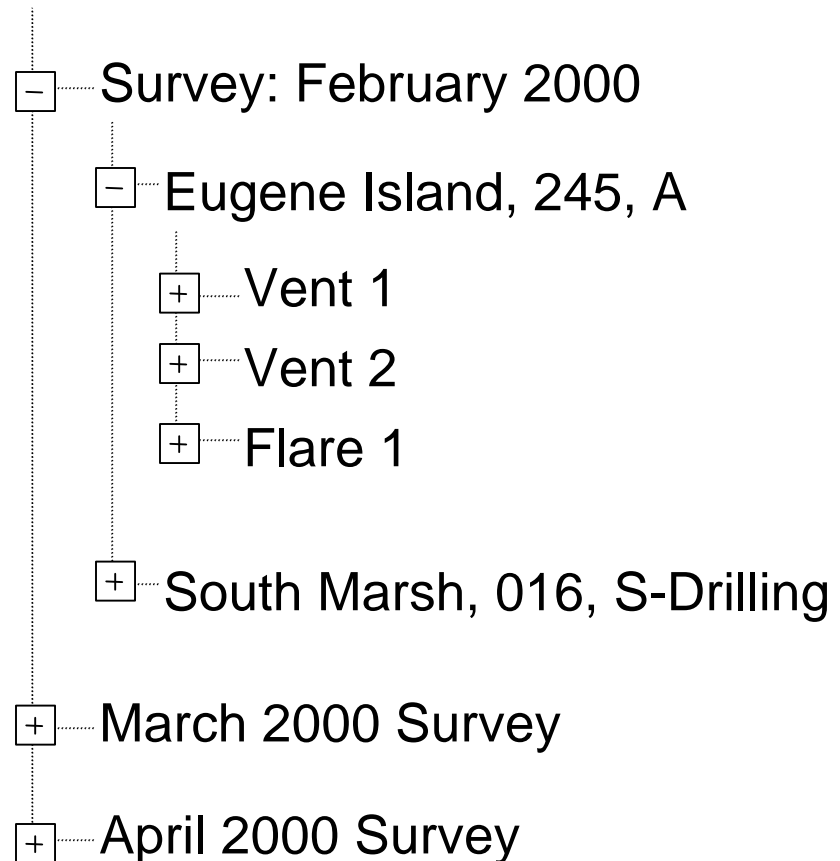 Survey: February 2000
Eugene Island, 245, A
Vent 1
Vent 2
Flare 1
South Marsh, 016, S-Drilling
March 2000 Survey
April 2000 Survey